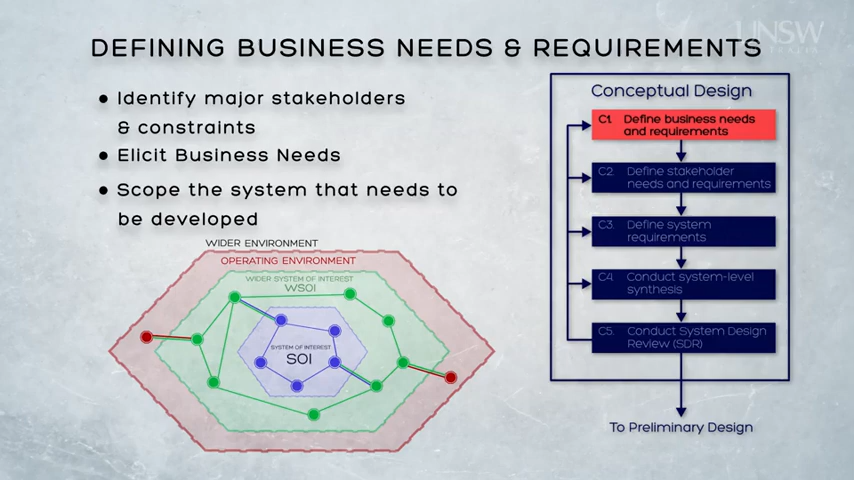 UNSW
DEFINING BUSINESS NEEDS & REQUIREMENTS
• Identify major stakeholders
& constraints
• Elicit Business Needs
• Scope the system that needs to
be developed
WIDER ENVIRONMENT
OPERATING ENVIRONMENT
WIDER SYSTEM OF INTEREST
WSOI
SYSTEM OF INTEREST
SOI
Conceptual Design
C1. Define business needs
and requirements
C2. Define stakeholder
needs and requirements
C3. Define system
requirements
C4. Conduct system-level
synthesis
C5. Conduct System Design
Review (SDR)
To Preliminary Design